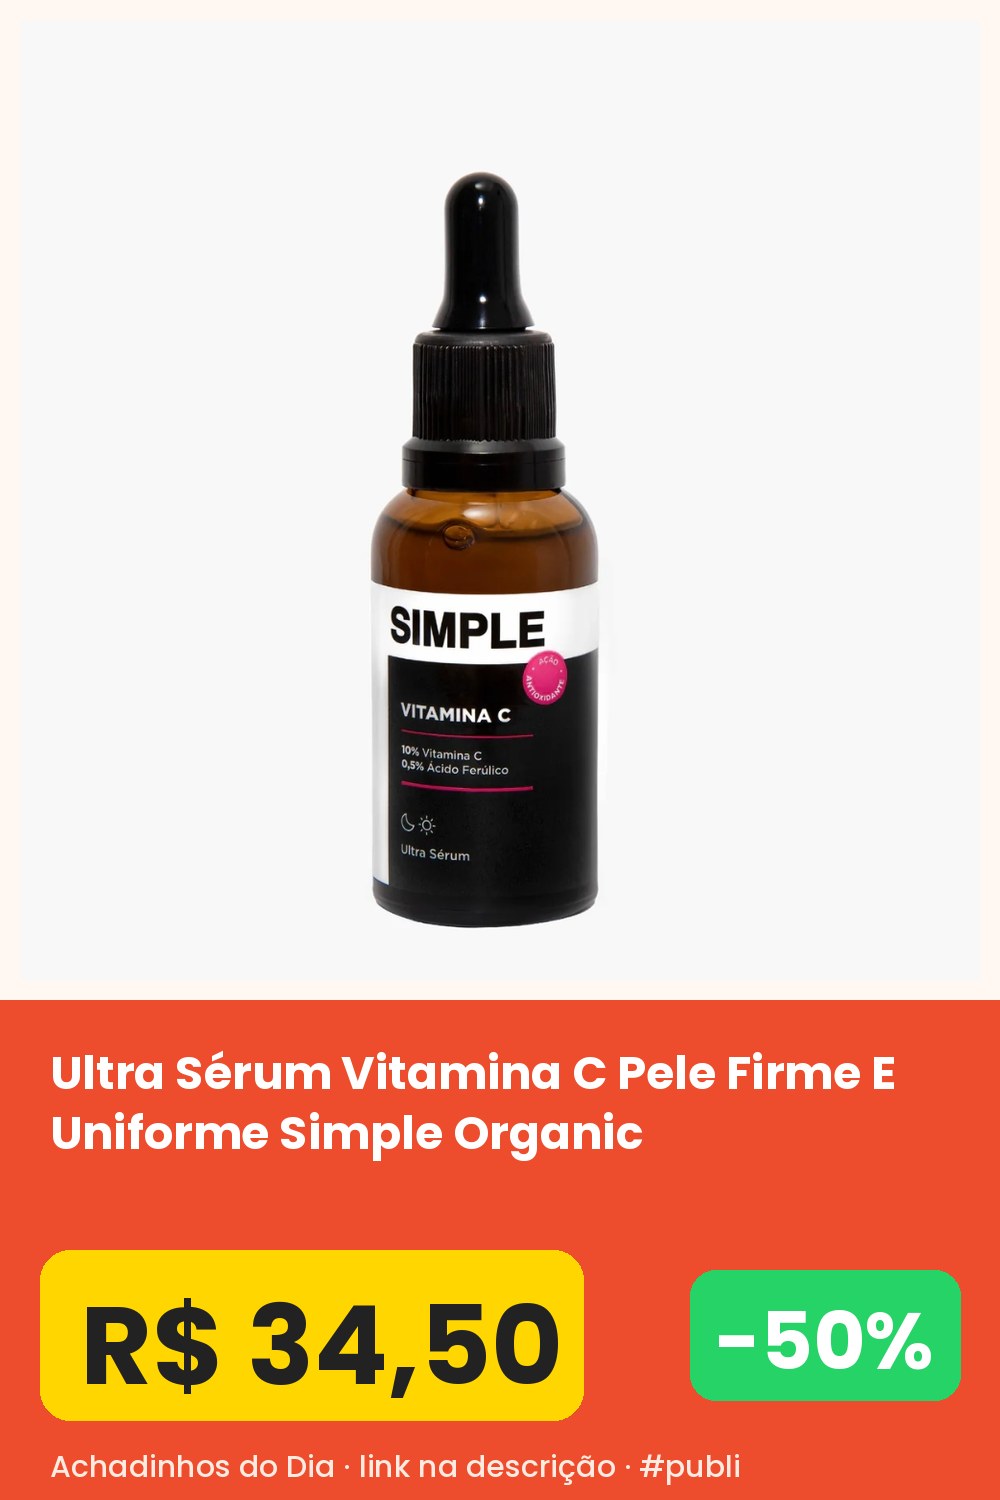 SIMPLE
AÇÃO
ANTIOXIDANTE
VITAMINA C
10% Vitamina C
0,5% Ácido Ferúlico
Ultra Sérum
Ultra Sérum Vitamina C Pele Firme E
Uniforme Simple Organic
R$ 34,50
-50%
Achadinhos do Dia · link na descrição · #publi